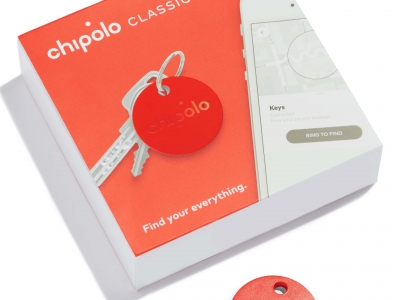 chipolo CLASSIC
chipolo
Keys
RING TO FIND
Find your everything.